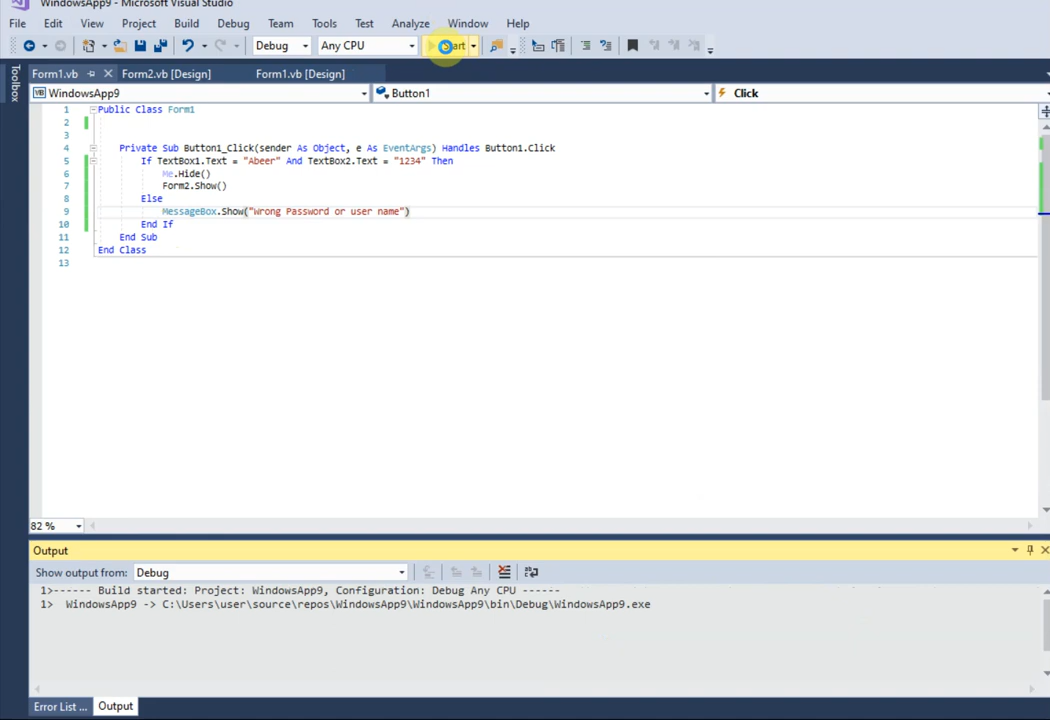 WindowsApp9 - Microsoft Visual Studio
File Edit View Project Build Debug Team Tools Test Analyze Window Help
Debug Any CPU Start
Toolbox
Form1.vb Form2.vb [Design] Form1.vb [Design]
WindowsApp9 Button1 Click
1 Public Class Form1
2
3
4 Private Sub Button1_Click(sender As Object, e As EventArgs) Handles Button1.Click
5 If TextBox1.Text = "Abeer" And TextBox2.Text = "1234" Then
6 Me.Hide()
7 Form2.Show()
8 Else
9 MessageBox.Show("Wrong Password or user name")
10 End If
11 End Sub
12 End Class
13
82 %
Output
Show output from: Debug
1>------ Build started: Project: WindowsApp9, Configuration: Debug Any CPU ------
1> WindowsApp9 -> C:\Users\user\source\repos\WindowsApp9\WindowsApp9\bin\Debug\WindowsApp9.exe
Error List ... Output